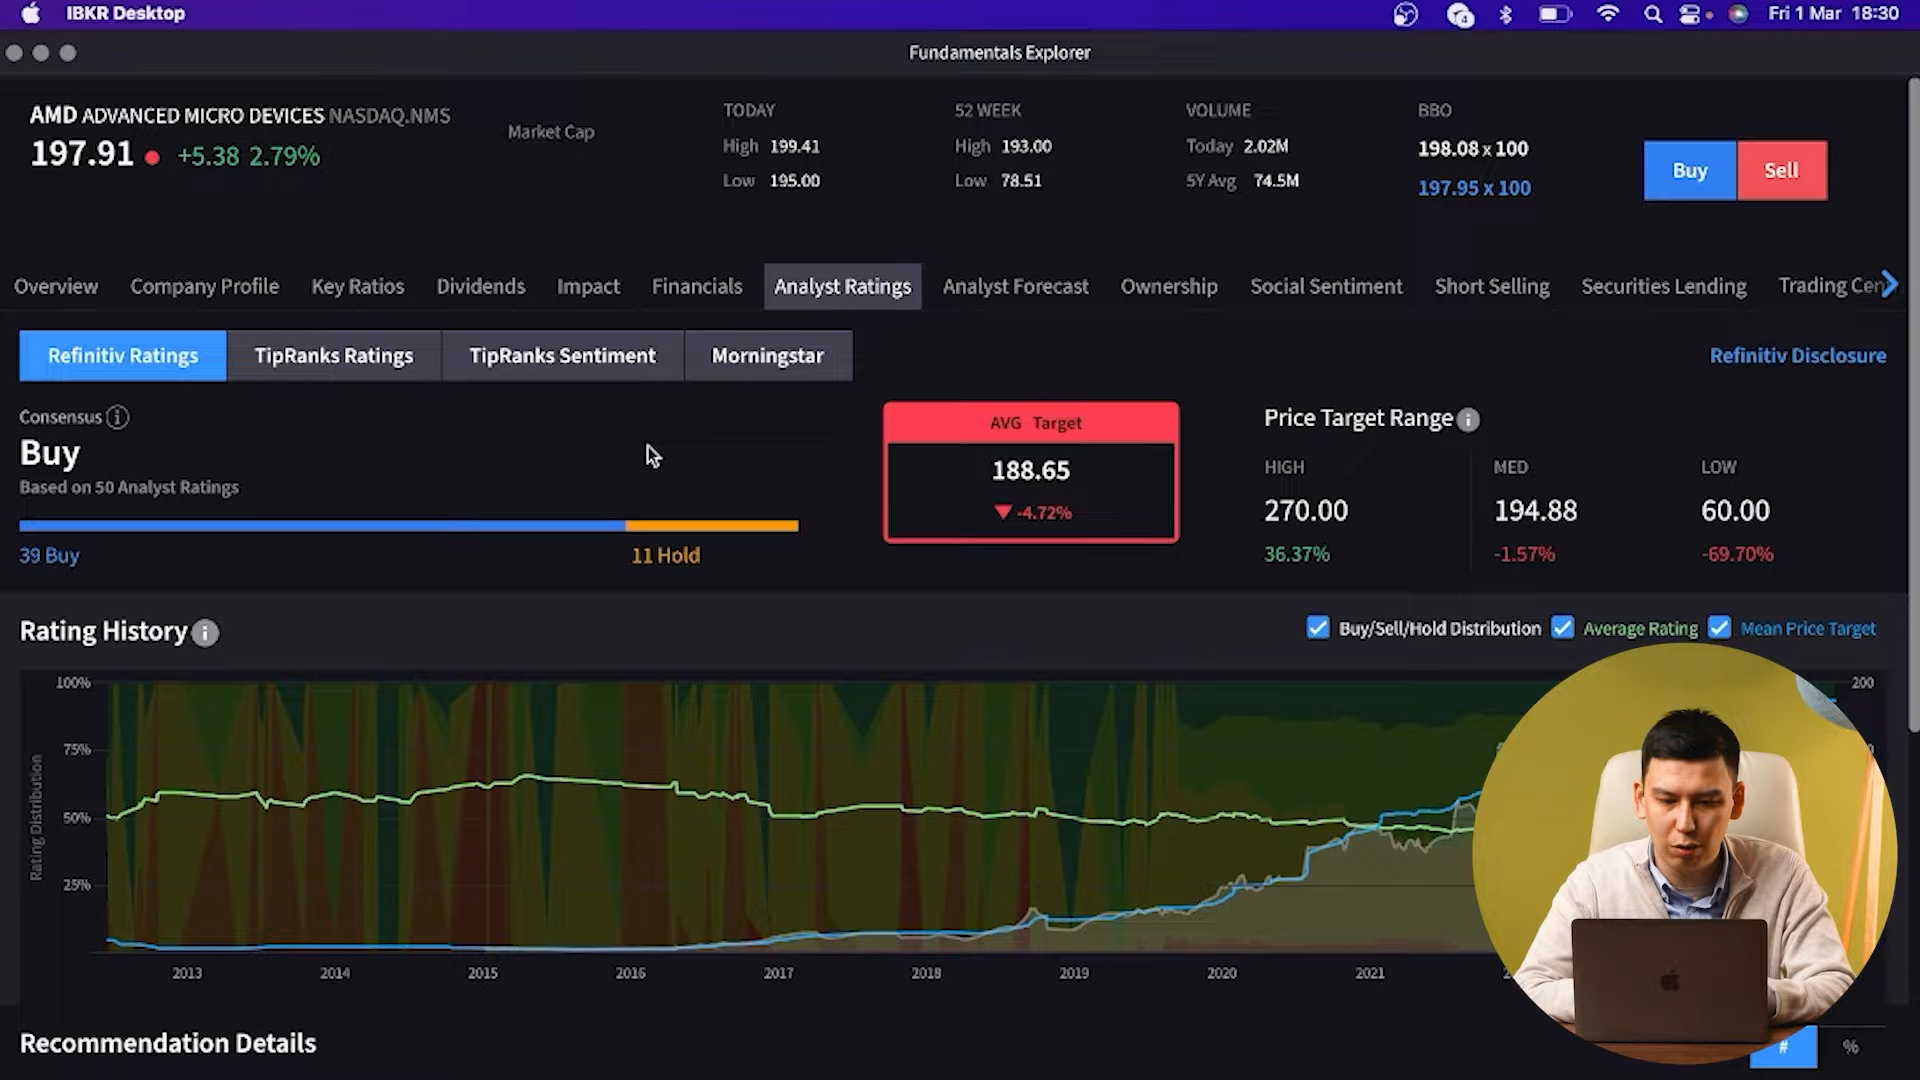 IBKR Desktop
Fri 1 Mar 18:30
Fundamentals Explorer
AMD ADVANCED MICRO DEVICES NASDAQ.NMS
197.91 +5.38 2.79%
Market Cap
TODAY
High 199.41
Low 195.00
52 WEEK
High 193.00
Low 78.51
VOLUME
Today 2.02M
5Y Avg 74.5M
BBO
198.08 x 100
197.95 x 100
Buy
Sell
Overview Company Profile Key Ratios Dividends Impact Financials Analyst Ratings Analyst Forecast Ownership Social Sentiment Short Selling Securities Lending Trading Cen
Refinitiv Ratings TipRanks Ratings TipRanks Sentiment Morningstar
Refinitiv Disclosure
Consensus
Buy
Based on 50 Analyst Ratings
39 Buy
11 Hold
AVG Target
188.65
-4.72%
Price Target Range
HIGH MED LOW
270.00 194.88 60.00
36.37% -1.57% -69.70%
Rating History
Buy/Sell/Hold Distribution Average Rating Mean Price Target
Rating Distribution
100%
75%
50%
25%
200
2013 2014 2015 2016 2017 2018 2019 2020 2021
Recommendation Details
# %